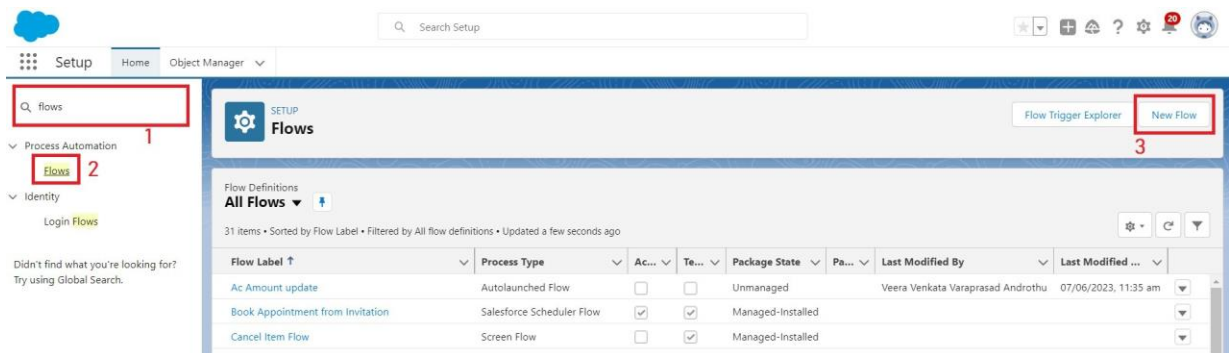 Search Setup
20
Setup Home Object Manager
flows
1
Process Automation
Flows 2
Identity
Login Flows
Didn't find what you're looking for?
Try using Global Search.
SETUP
Flows
Flow Trigger Explorer New Flow
3
Flow Definitions
All Flows
31 items • Sorted by Flow Label • Filtered by All flow definitions • Updated a few seconds ago
Flow Label ↑ Process Type Ac... Te... Package State Pa... Last Modified By Last Modified ...
Ac Amount update Autolaunched Flow Unmanaged Veera Venkata Varaprasad Androthu 07/06/2023, 11:35 am
Book Appointment from Invitation Salesforce Scheduler Flow Managed-Installed
Cancel Item Flow Screen Flow Managed-Installed